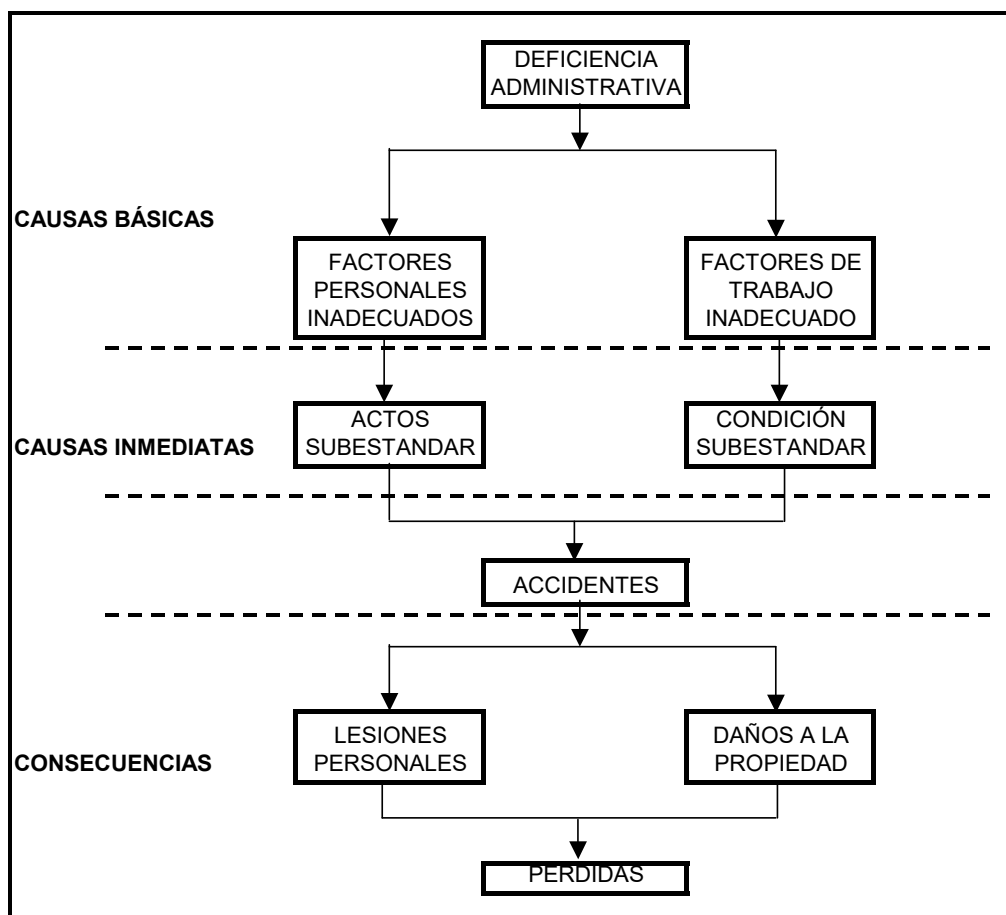 DEFICIENCIA
ADMINISTRATIVA
CAUSAS BÁSICAS
FACTORES
PERSONALES
INADECUADOS
FACTORES DE
TRABAJO
INADECUADO
CAUSAS INMEDIATAS
ACTOS
SUBESTANDAR
CONDICIÓN
SUBESTANDAR
ACCIDENTES
CONSECUENCIAS
LESIONES
PERSONALES
DAÑOS A LA
PROPIEDAD
PERDIDAS